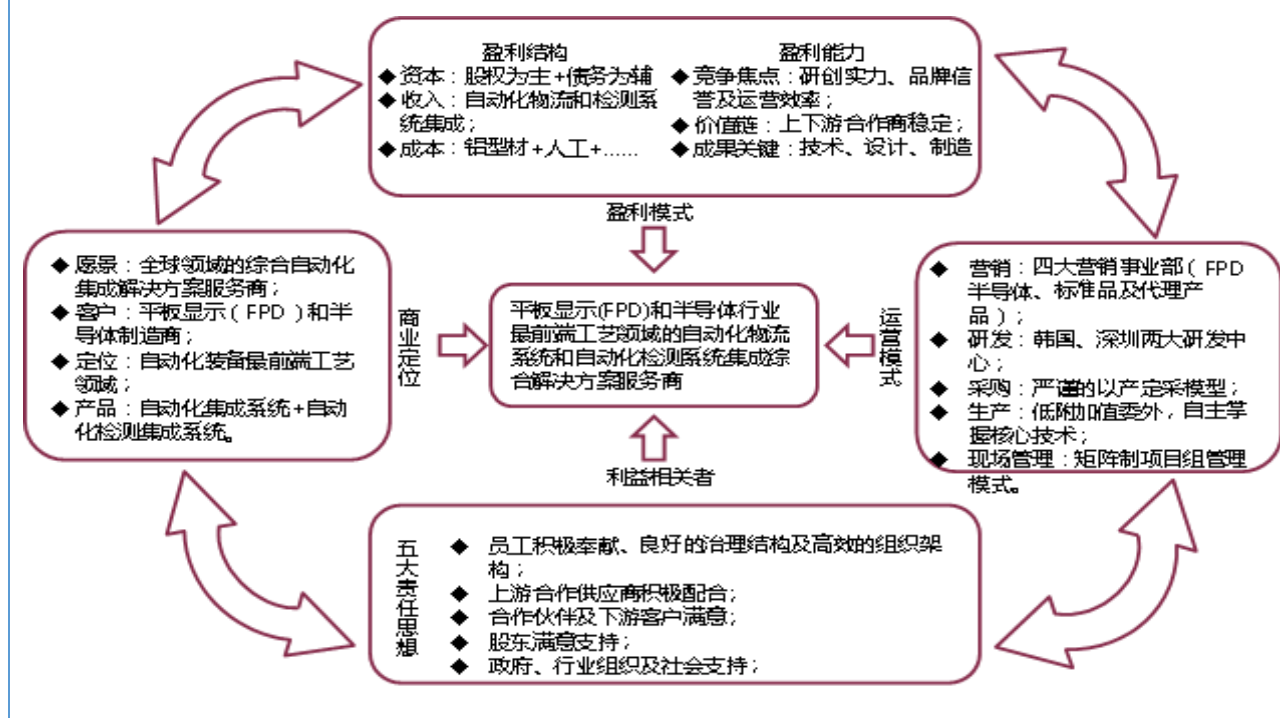 盈利结构
◆ 资本：股权为主+债务为辅
◆ 收入：自动化物流和检测系
统集成；
◆ 成本：铝型材+人工+……
盈利能力
◆ 竞争焦点：研创实力、品牌信
誉及运营效率；
◆ 价值链：上下游合作商稳定；
◆ 成果关键：技术、设计、制造
盈利模式
◆ 愿景：全球领域的综合自动化
集成解决方案服务商；
◆ 客户：平板显示（FPD）和半
导体制造商；
◆ 定位：自动化装备最前端工艺
领域；
◆ 产品：自动化集成系统+自动
化检测集成系统。
商业定位
平板显示(FPD)和半导体行业
最前端工艺领域的自动化物流
系统和自动化检测系统集成综
合解决方案服务商
运营模式
◆ 营销：四大营销事业部（FPD
半导体、标准品及代理产
品）；
◆ 研发：韩国、深圳两大研发中
心；
◆ 采购：严谨的以产定采模型；
◆ 生产：低附加值委外，自主掌
握核心技术；
◆ 现场管理：矩阵制项目组管理
模式。
利益相关者
五大责任思想
◆ 员工积极奉献、良好的治理结构及高效的组织架
构；
◆ 上游合作供应商积极配合；
◆ 合作伙伴及下游客户满意；
◆ 股东满意支持；
◆ 政府、行业组织及社会支持；